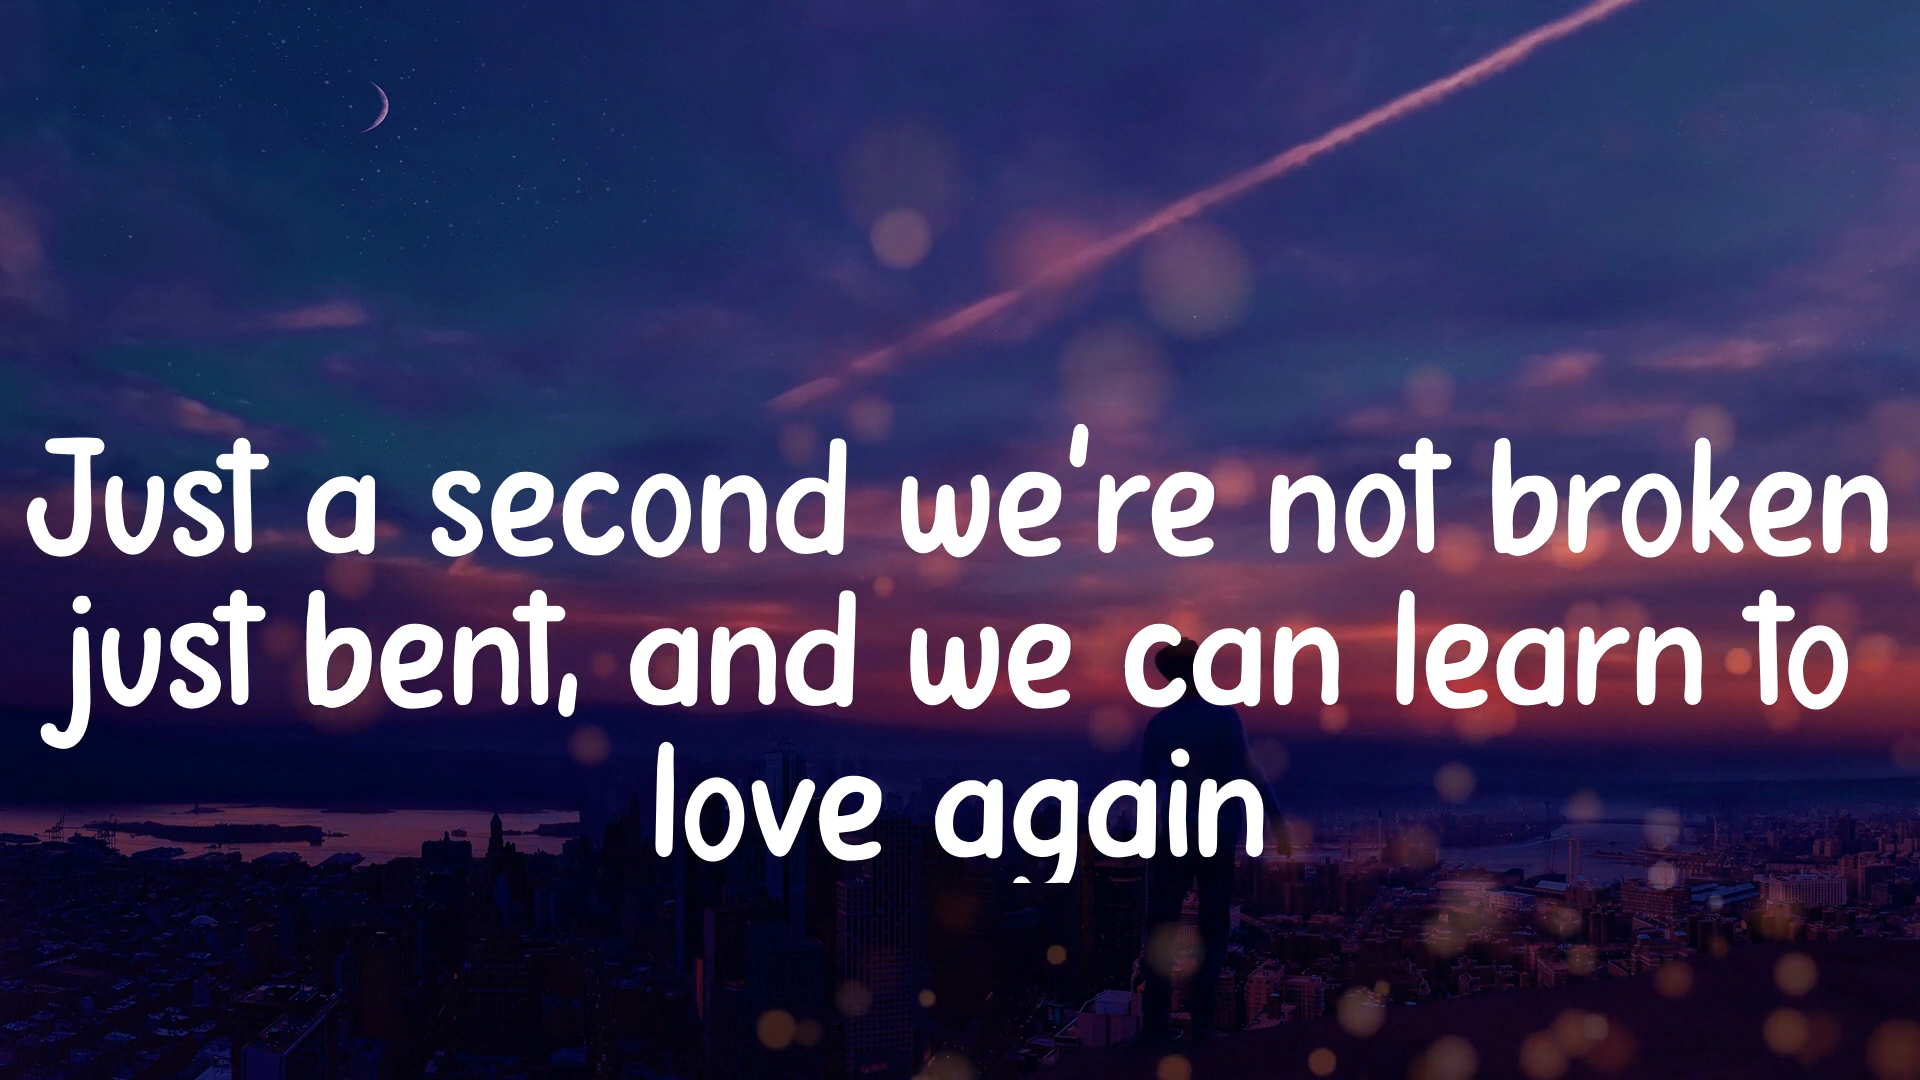 Just a second we're not broken
just bent, and we can learn to
love again